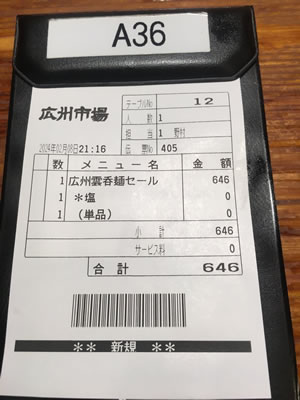 A36
広州市場
テーブルNo 12
人数 1
担当 1 野村
2024年02月08日21:16 伝票No 405
数 メニュー名 金額
1 広州雲呑麺セール 646
1 *塩 0
1 (単品) 0
小計 646
サービス料 0
合計 646
** 新規 **